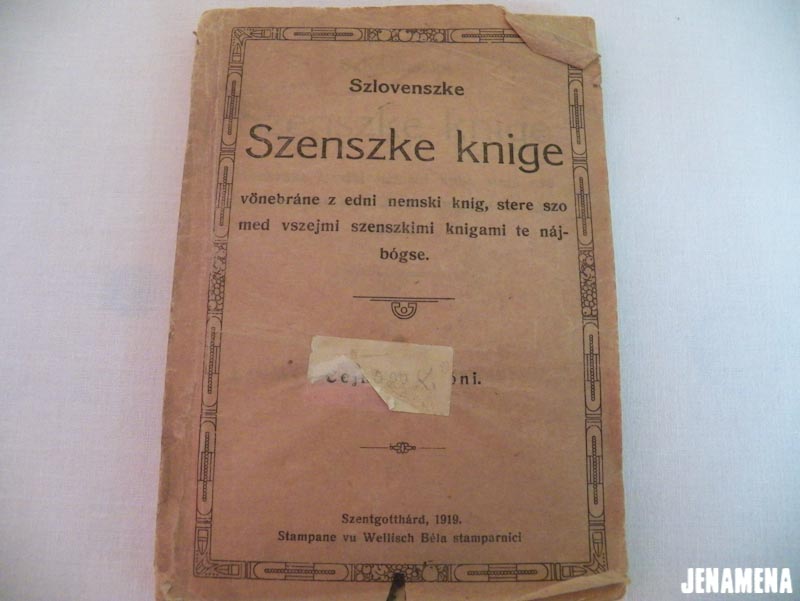 Szlovenszke
Szenszke knige
vönebráne z edni nemski knig, stere szo
med vszejmi szenszkimi knigami te náj-
bógse.
Szentgotthárd, 1919.
Stampane vu Wellisch Béla stamparnici
JENAMENA